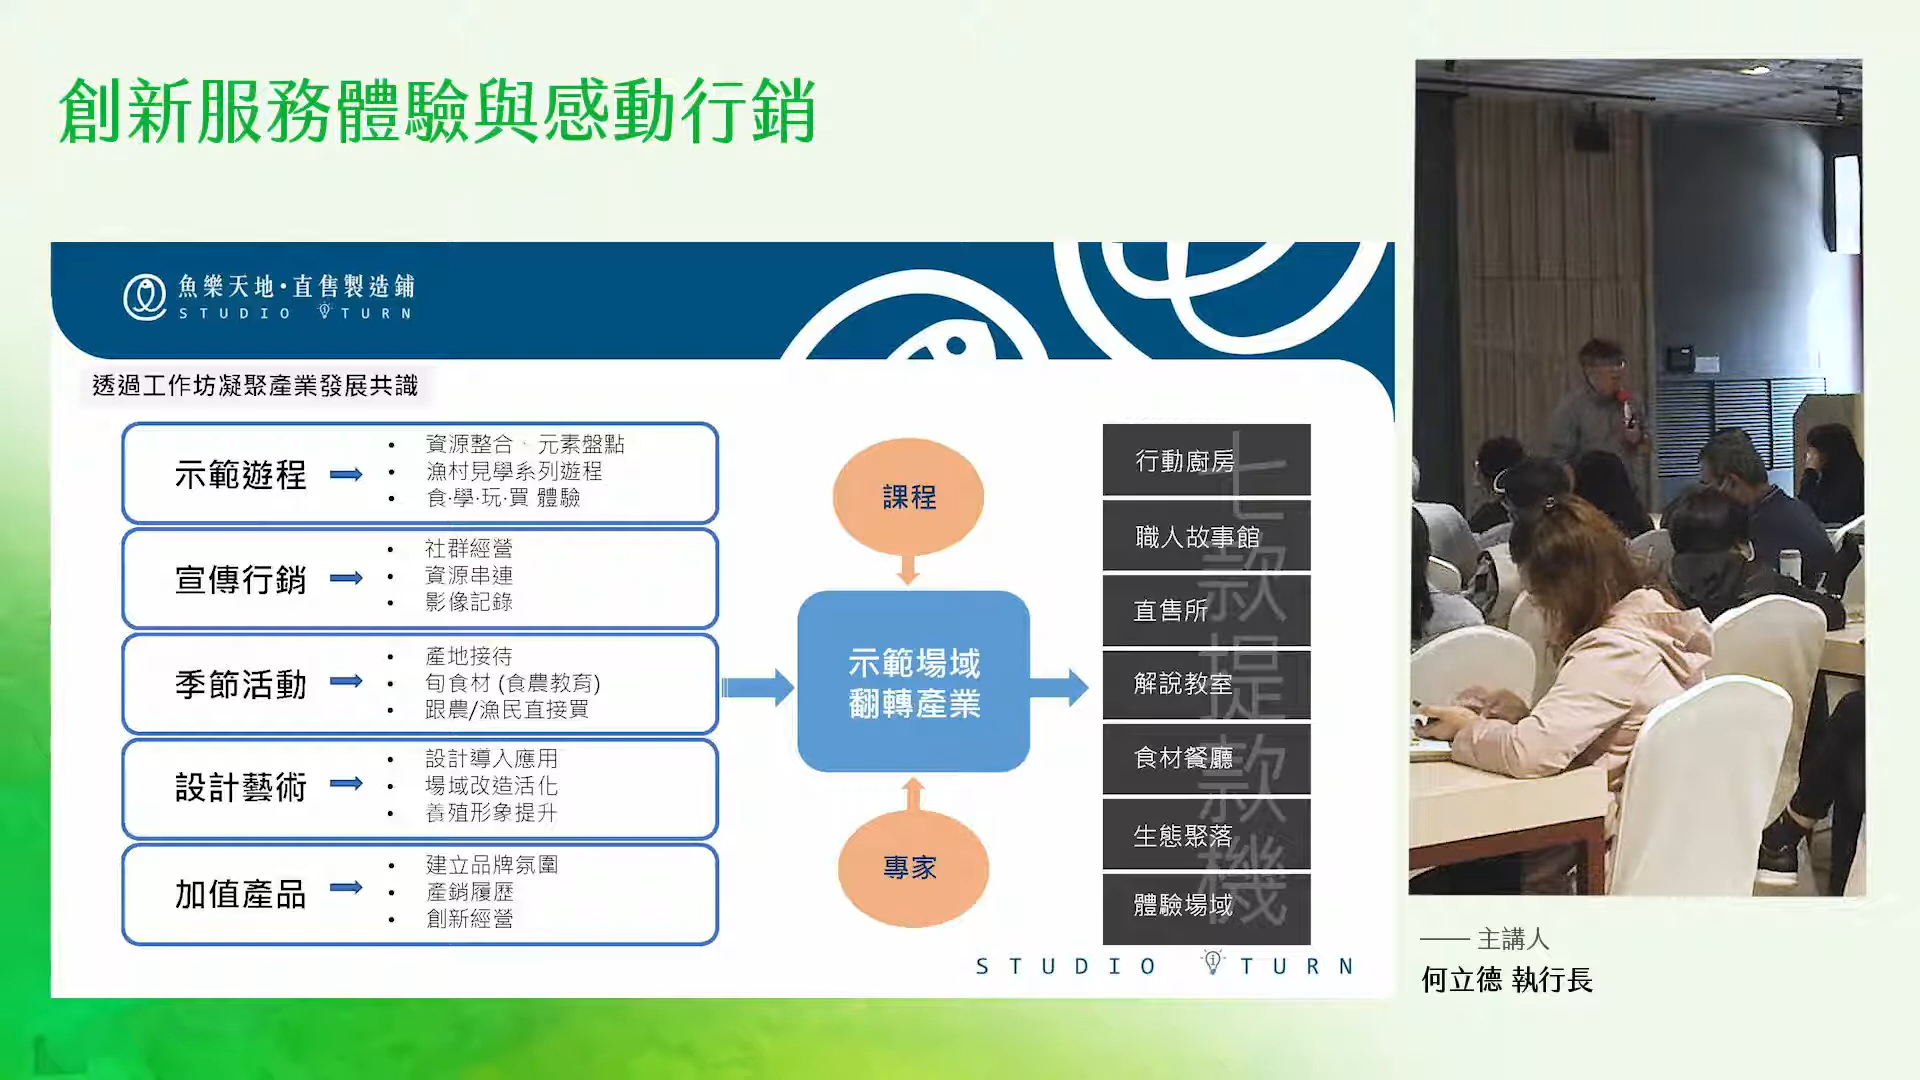 創新服務體驗與感動行銷
魚樂天地·直售製造鋪
STUDIO iTURN
透過工作坊凝聚產業發展共識
示範遊程
• 資源整合、元素盤點
• 漁村見學系列遊程
• 食·學·玩·買 體驗
宣傳行銷
• 社群經營
• 資源串連
• 影像記錄
季節活動
• 產地接待
• 旬食材 (食農教育)
• 跟農/漁民直接買
設計藝術
• 設計導入應用
• 場域改造活化
• 養殖形象提升
加值產品
• 建立品牌氛圍
• 產銷履歷
• 創新經營
課程
示範場域
翻轉產業
專家
七款提款機
行動廚房
職人故事館
直售所
解說教室
食材餐廳
生態聚落
體驗場域
STUDIO iTURN
—— 主講人
何立德 執行長